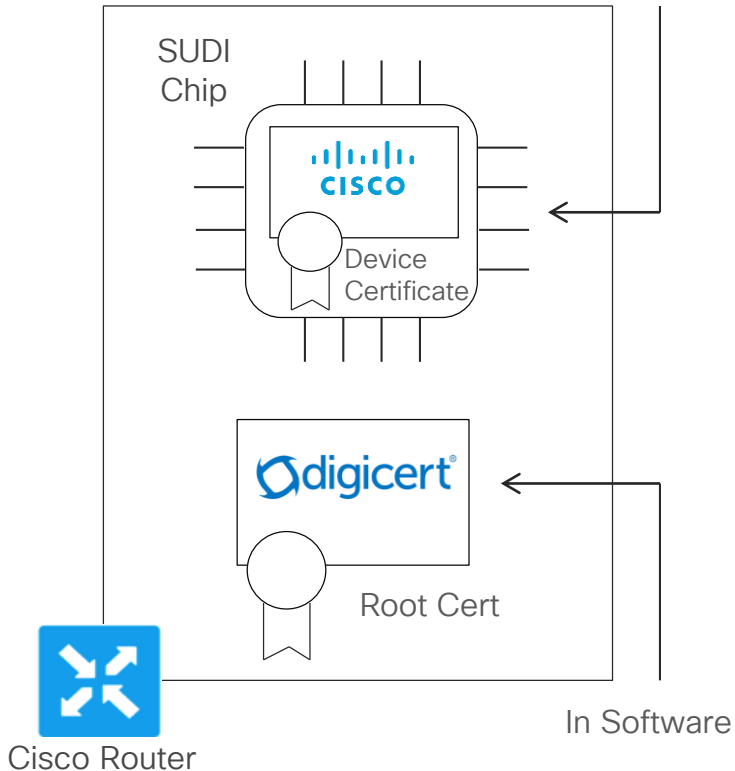 SUDI
Chip
CISCO
Device
Certificate
digicert®
Root Cert
In Software
Cisco Router